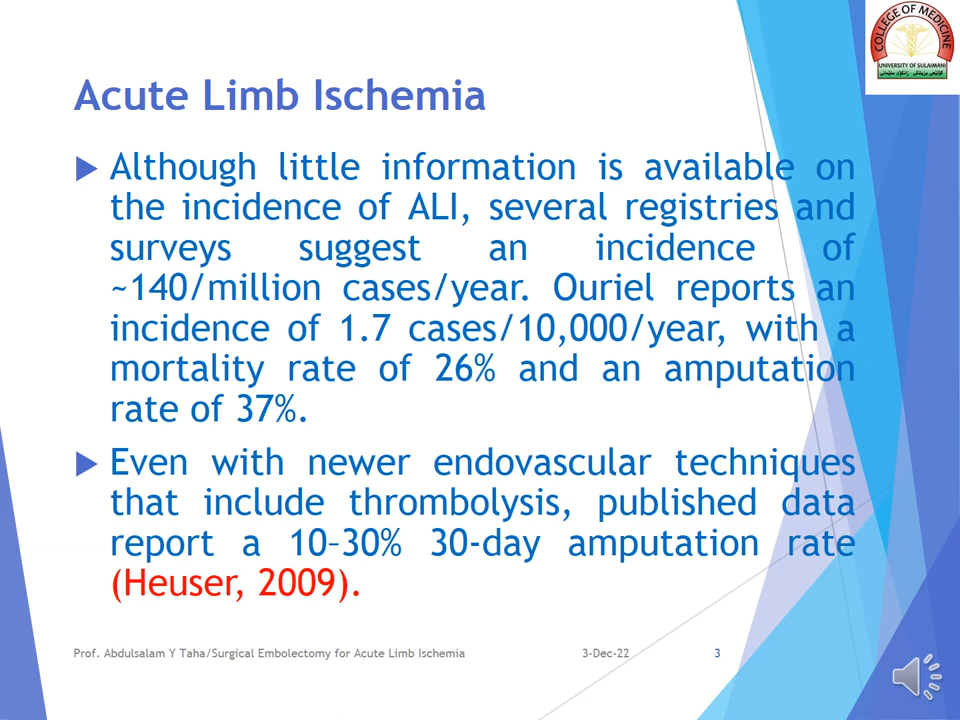 COLLEGE OF MEDICINE
UNIVERSITY OF SULAIMANI
Acute Limb Ischemia
Although little information is available on
the incidence of ALI, several registries and
surveys suggest an incidence of
~140/million cases/year. Ouriel reports an
incidence of 1.7 cases/10,000/year, with a
mortality rate of 26% and an amputation
rate of 37%.
Even with newer endovascular techniques
that include thrombolysis, published data
report a 10–30% 30-day amputation rate
(Heuser, 2009).
Prof. Abdulsalam Y Taha/Surgical Embolectomy for Acute Limb Ischemia 3-Dec-22 3